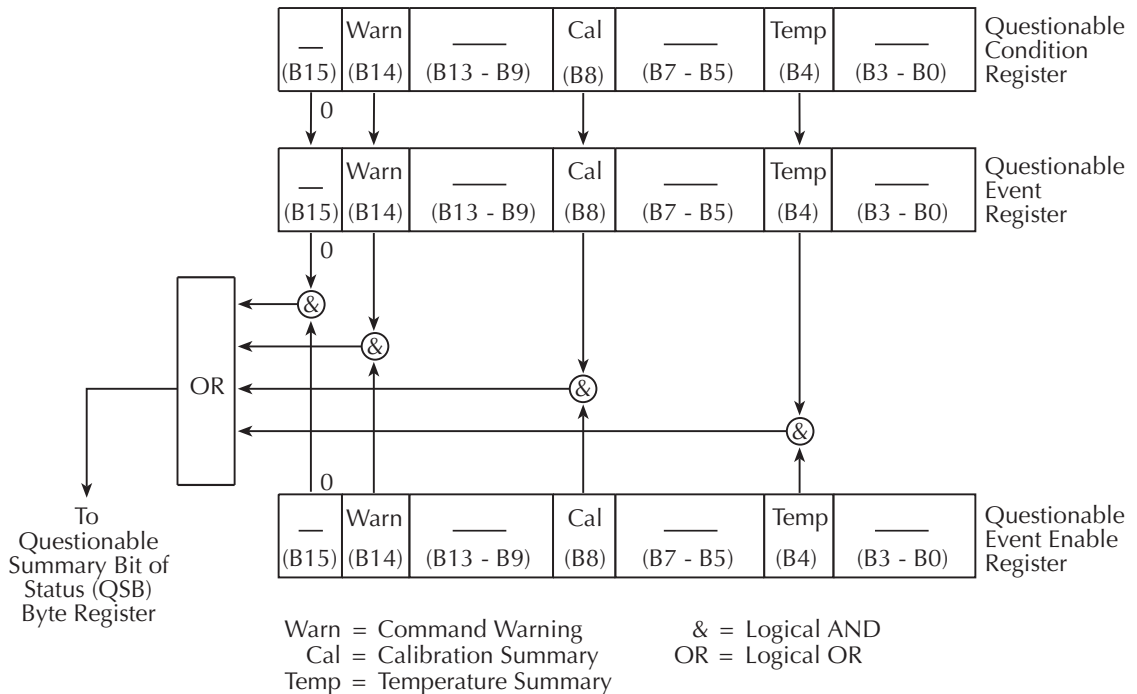 Warn Cal Temp
(B15) (B14) (B13 - B9) (B8) (B7 - B5) (B4) (B3 - B0)
Questionable
Condition
Register
0
Warn Cal Temp
(B15) (B14) (B13 - B9) (B8) (B7 - B5) (B4) (B3 - B0)
Questionable
Event
Register
0
&
&
&
&
OR
0
To
Questionable
Summary Bit of
Status (QSB)
Byte Register
Warn Cal Temp
(B15) (B14) (B13 - B9) (B8) (B7 - B5) (B4) (B3 - B0)
Questionable
Event Enable
Register
Warn = Command Warning
Cal = Calibration Summary
Temp = Temperature Summary
& = Logical AND
OR = Logical OR